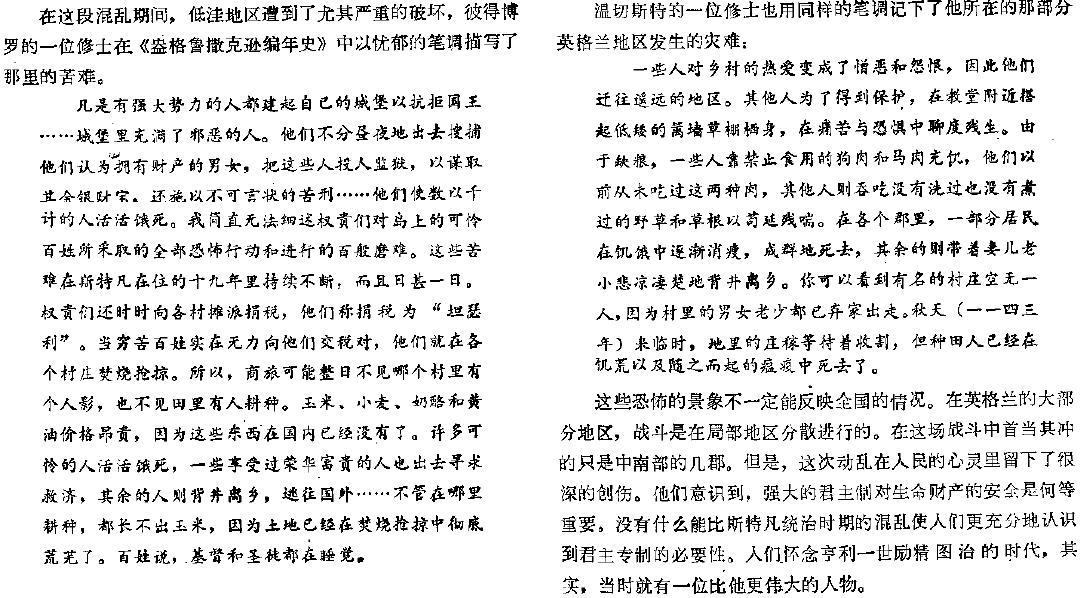 在这段混乱期间，低洼地区遭到了尤其严重的破坏，彼得博
罗的一位修士在《盎格鲁撒克逊编年史》中以忧郁的笔调描写了
那里的苦难。
凡是有强大势力的人都建起自己的城堡以抗拒国王
……城堡里充满了邪恶的人。他们不分昼夜地出去搜捕
他们认为拥有财产的男女，把这些人投入监狱，以谋取
其金银财宝。还施以不可言状的苦刑……他们使数以千
计的人活活饿死。我简直无法细述权贵们对岛上的可怜
百姓所采取的全部恐怖行动和进行的百般磨难。这些苦
难在斯特凡在位的十九年里持续不断，而且日甚一日。
权贵们还时时向各村摊派捐税，他们称捐税为“坦瑟
利”。当穷苦百姓实在无力向他们交税时，他们就在各
个村庄焚烧抢掠。所以，商旅可能整日不见哪个村里有
个人影，也不见田里有人耕种。玉米、小麦、奶酪和黄
油价格昂贵，因为这些东西在国内已经没有了。许多可
怜的人活活饿死，一些享受过荣华富贵的人也出去寻求
救济，其余的人则背井离乡，逃往国外……不管在哪里
耕种，都长不出玉米，因为土地已经在焚烧抢掠中彻底
荒芜了。百姓说，基督和圣徒都在睡觉。
温切斯特的一位修士也用同样的笔调记下了他所在的那部分
英格兰地区发生的灾难：
一些人对乡村的热爱变成了憎恶和怨恨，因此他们
迁往遥远的地区。其他人为了得到保护，在教堂附近搭
起低矮的篱墙草棚栖身，在痛苦与恐惧中聊度残生。由
于缺粮，一些人靠禁止食用的狗肉和马肉充饥，他们以
前从未吃过这两种肉，其他人则吞吃没有洗过也没有煮
过的野草和草根以苟延残喘。在各个郡里，一部分居民
在饥饿中逐渐消瘦，成群地死去，其余的则带着妻儿老
小悲凉凄楚地背井离乡。你可以看到有名的村庄空无一
人，因为村里的男女老少都已弃家出走。秋天（一一四三
年）来临时，地里的庄稼等待着收割，但种田人已经在
饥荒以及随之而起的瘟疫中死去了。
这些恐怖的景象不一定能反映全国的情况。在英格兰的大部
分地区，战斗是在局部地区分散进行的。在这场战斗中首当其冲
的只是中南部的几郡。但是，这次动乱在人民的心灵里留下了很
深的创伤。他们意识到，强大的君主制对生命财产的安全是何等
重要。没有什么能比斯特凡统治时期的混乱使人们更充分地认识
到君主专制的必要性。人们怀念亨利一世励精图治的时代，其
实，当时就有一位比他更伟大的人物。